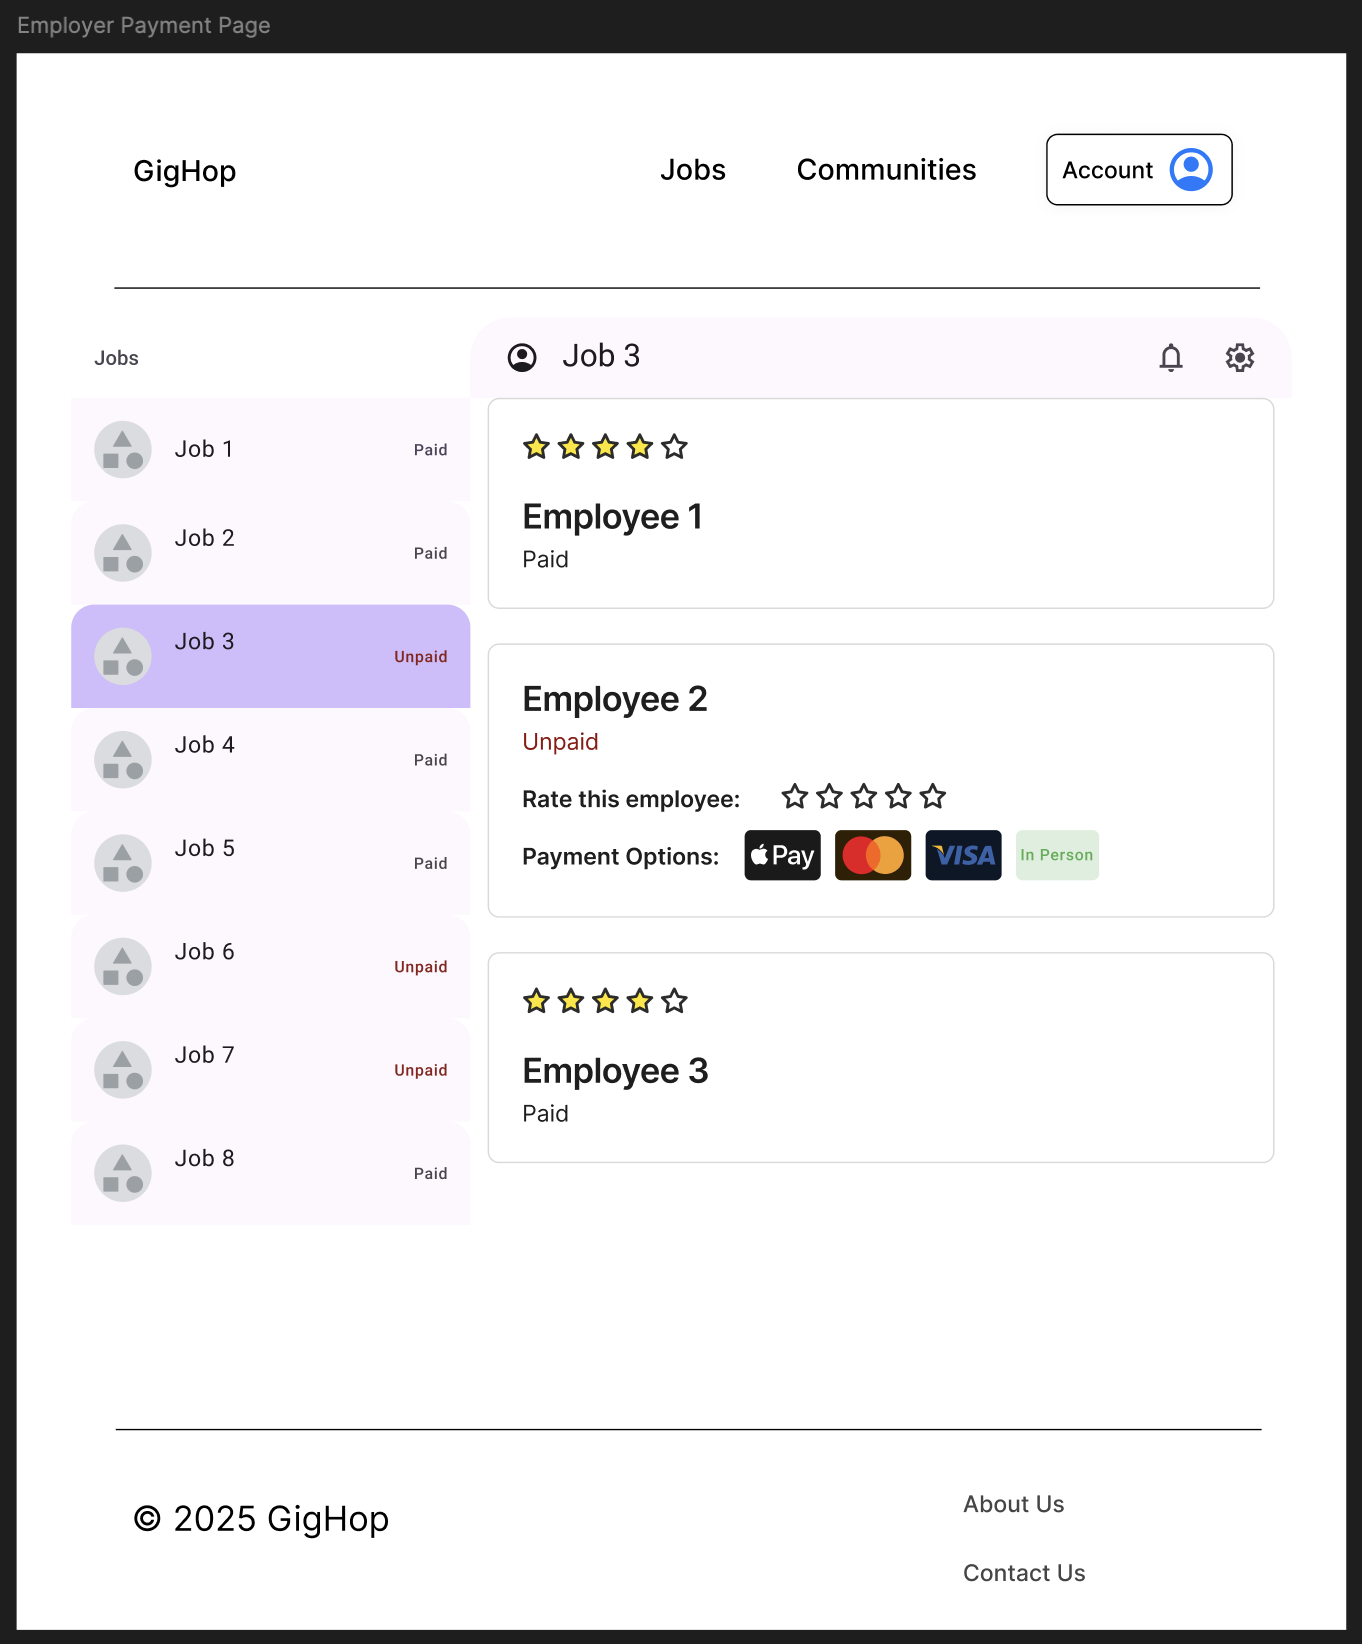 Employer Payment Page
GigHop
Jobs
Communities
Account
Jobs
Job 1
Paid
Job 2
Paid
Job 3
Unpaid
Job 4
Paid
Job 5
Paid
Job 6
Unpaid
Job 7
Unpaid
Job 8
Paid
Job 3
Employee 1
Paid
Employee 2
Unpaid
Rate this employee:
Payment Options:
Pay
VISA
In Person
Employee 3
Paid
© 2025 GigHop
About Us
Contact Us